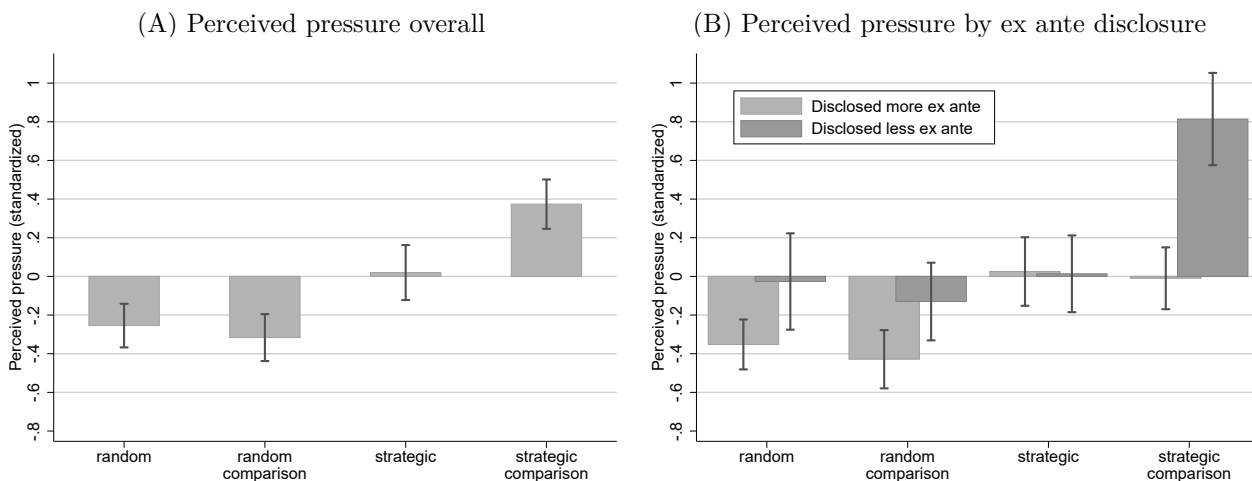 (A) Perceived pressure overall
Perceived pressure (standardized)
1
.8
.6
.4
.2
0
-.2
-.4
-.6
-.8
random
random
comparison
strategic
strategic
comparison
(B) Perceived pressure by ex ante disclosure
Perceived pressure (standardized)
1
.8
.6
.4
.2
0
-.2
-.4
-.6
-.8
Disclosed more ex ante
Disclosed less ex ante
random
random
comparison
strategic
strategic
comparison